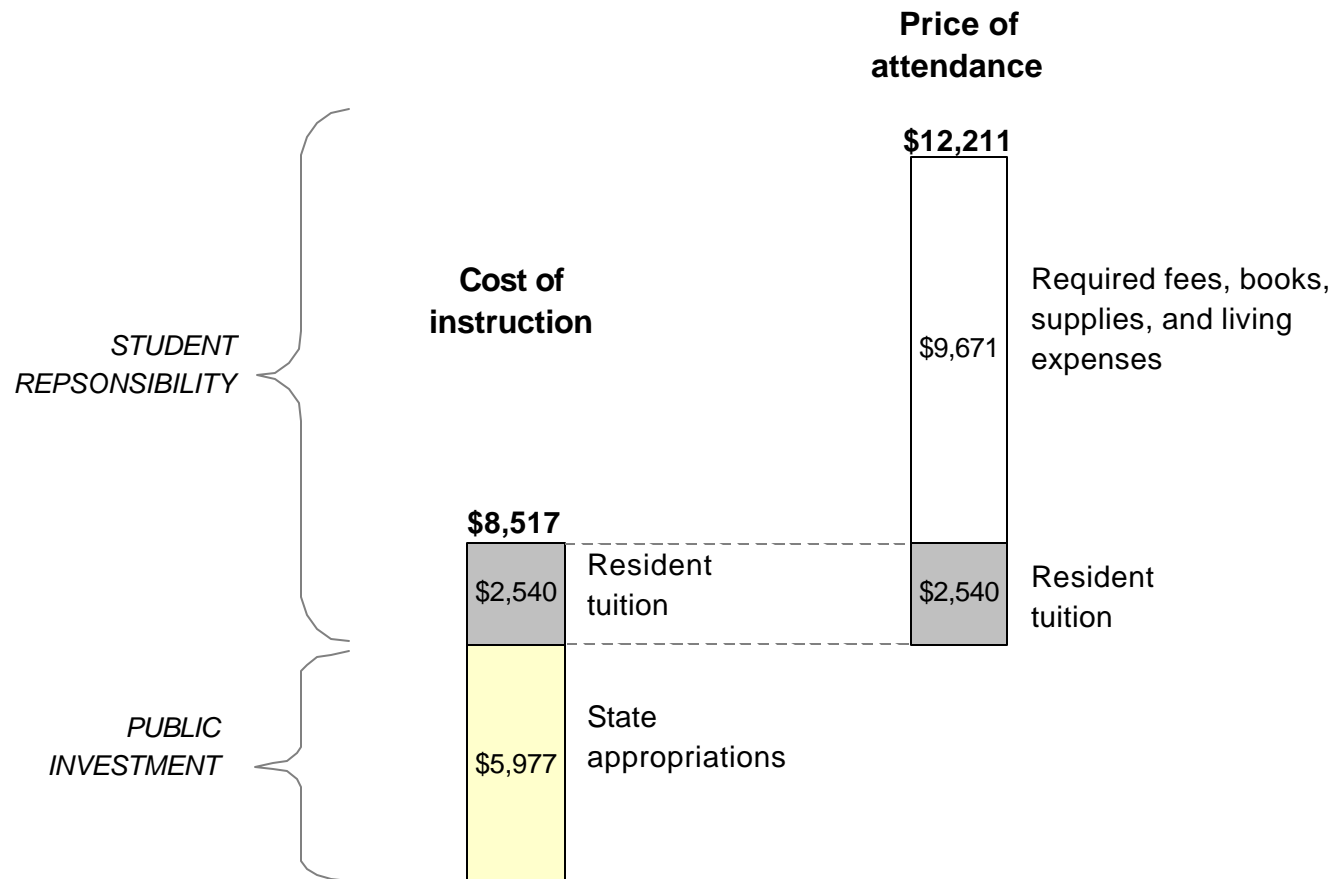 Price of
attendance
$12,211
Cost of
instruction
Required fees, books,
supplies, and living
expenses
$9,671
STUDENT
REPSONSIBILITY
$8,517
$2,540
Resident
tuition
$2,540
Resident
tuition
PUBLIC
INVESTMENT
$5,977
State
appropriations